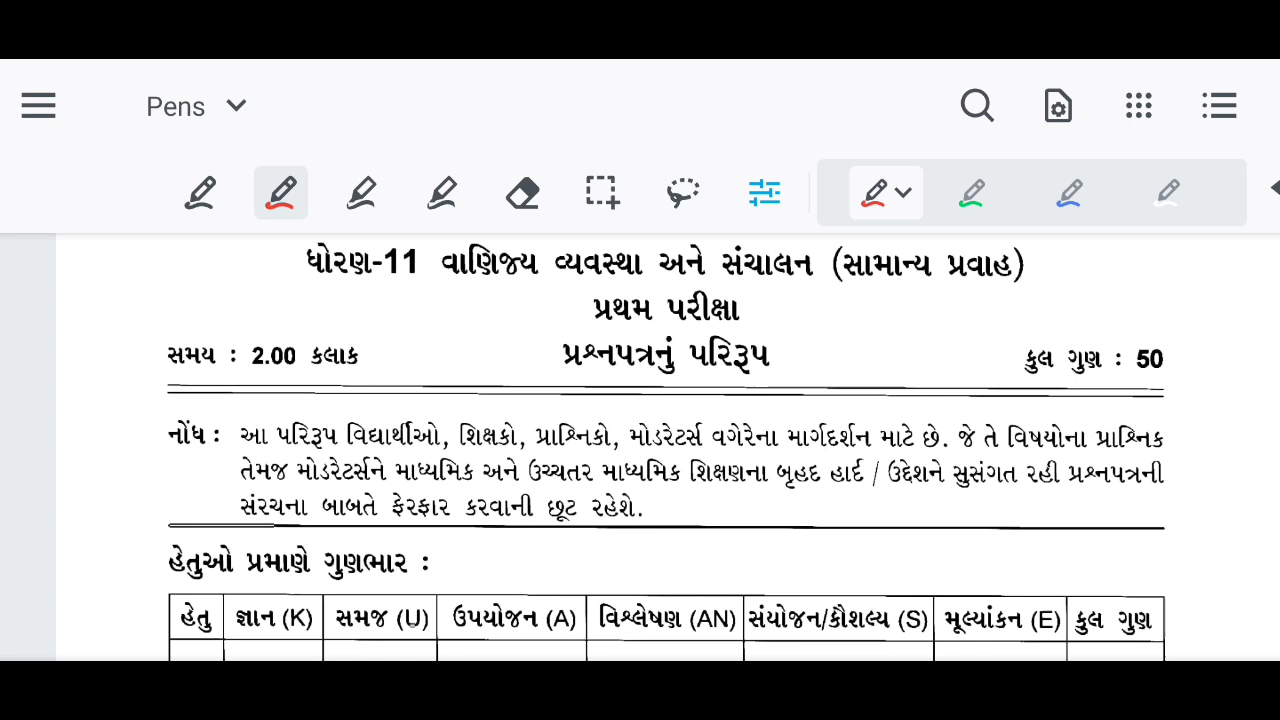 Pens
ધોરણ-11 વાણિજ્ય વ્યવસ્થા અને સંચાલન (સામાન્ય પ્રવાહ)
પ્રથમ પરીક્ષા
સમય : 2.00 કલાક પ્રશ્નપત્રનું પરિરૂપ કુલ ગુણ : 50
નોંધ : આ પરિરૂપ વિદ્યાર્થીઓ, શિક્ષકો, પ્રાશ્નિકો, મોડરેટર્સ વગેરેના માર્ગદર્શન માટે છે. જે તે વિષયોના પ્રાશ્નિક
તેમજ મોડરેટર્સને માધ્યમિક અને ઉચ્ચતર માધ્યમિક શિક્ષણના બૃહદ હાર્દ / ઉદ્દેશને સુસંગત રહી પ્રશ્નપત્રની
સંરચના બાબતે ફેરફાર કરવાની છૂટ રહેશે.
હેતુઓ પ્રમાણે ગુણભાર :
હેતુ જ્ઞાન (K) સમજ (U) ઉપયોજન (A) વિશ્લેષણ (AN) સંયોજન/કૌશલ્ય (S) મૂલ્યાંકન (E) કુલ ગુણ